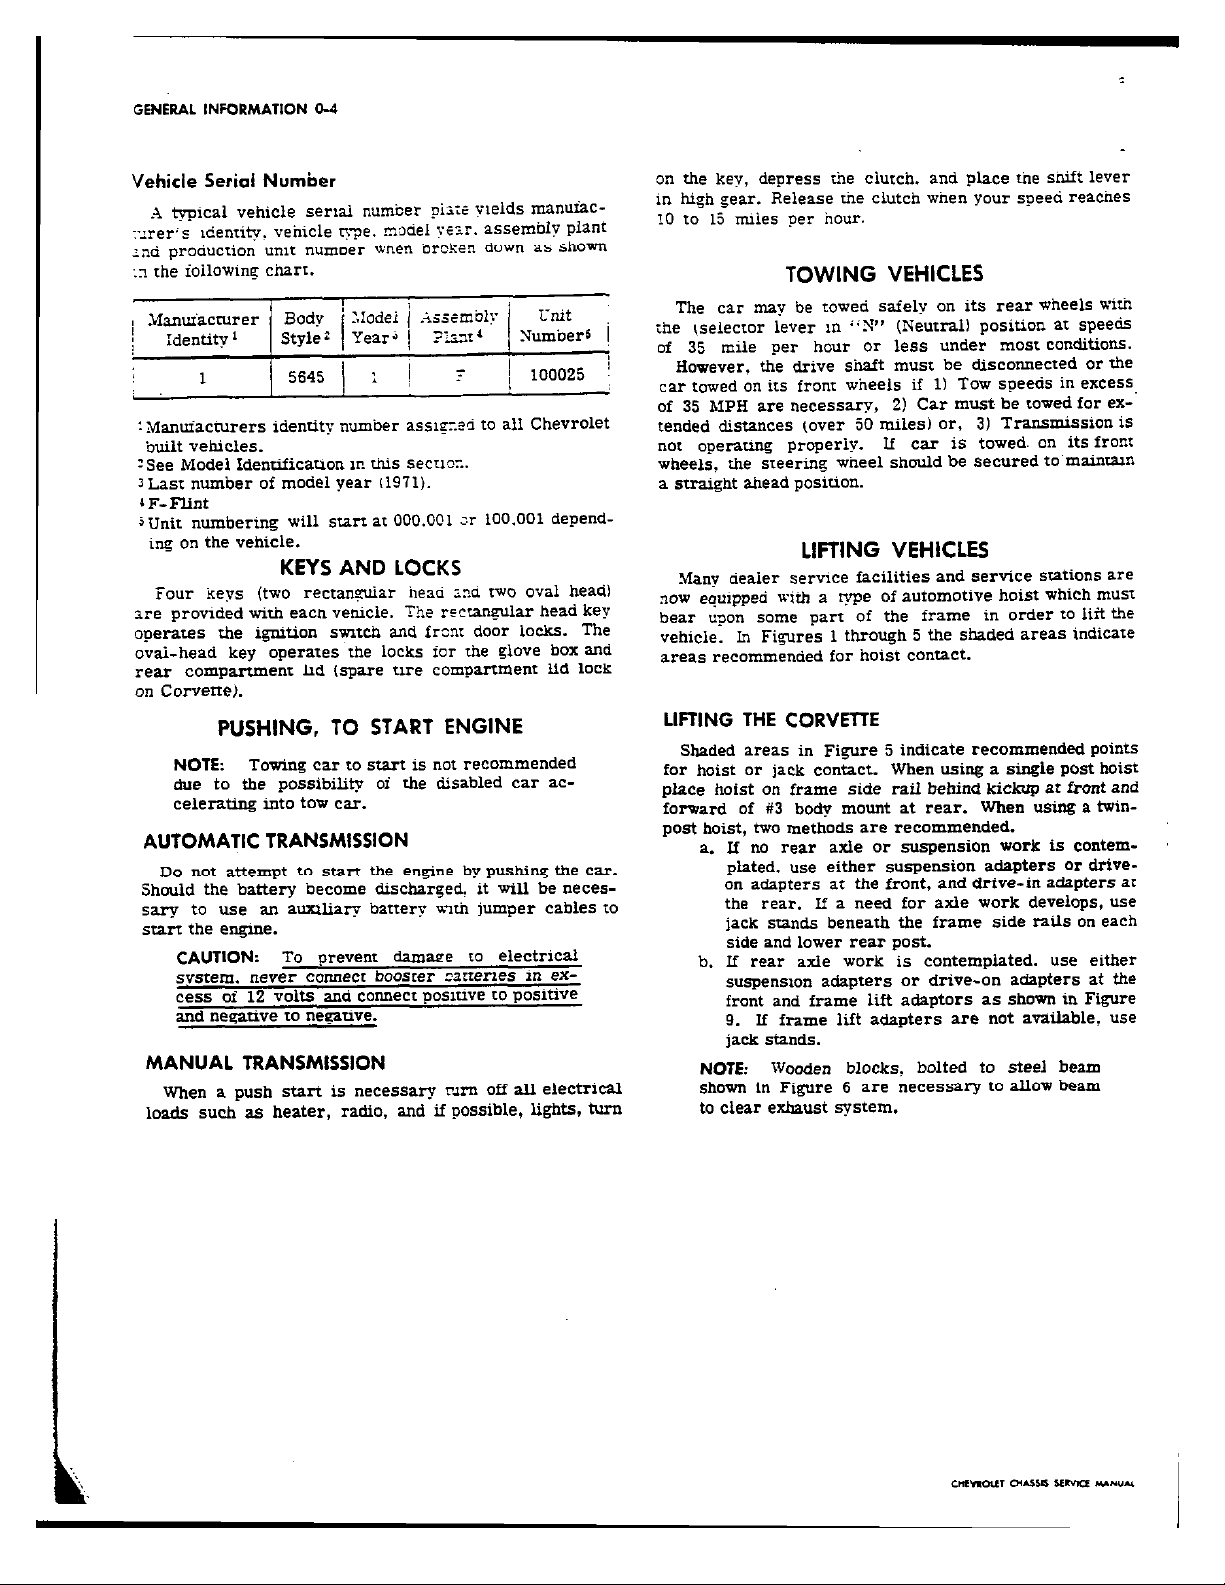 GENERAL INFORMATION 0-4
Vehicle Serial Number
A typical vehicle serial number plate yields manufac-
turer's identity, vehicle type, model year, assembly plant
and production unit number when broken down as shown
in the following chart.
Manufacturer Identity1 | Body Style2 | Model Year3 | Assembly Plant4 | Unit Number5
1 | 5645 | 1 | F | 100025
1Manufacturers identity number assigned to all Chevrolet
built vehicles.
2See Model Identification in this section.
3Last number of model year (1971).
4F-Flint
5Unit numbering will start at 000,001 or 100,001 depend-
ing on the vehicle.
KEYS AND LOCKS
Four keys (two rectangular head and two oval head)
are provided with each vehicle. The rectangular head key
operates the ignition switch and front door locks. The
oval-head key operates the locks for the glove box and
rear compartment lid (spare tire compartment lid lock
on Corvette).
PUSHING, TO START ENGINE
NOTE: Towing car to start is not recommended
due to the possibility of the disabled car ac-
celerating into tow car.
AUTOMATIC TRANSMISSION
Do not attempt to start the engine by pushing the car.
Should the battery become discharged, it will be neces-
sary to use an auxiliary battery with jumper cables to
start the engine.
CAUTION: To prevent damage to electrical
system, never connect booster batteries in ex-
cess of 12 volts and connect positive to positive
and negative to negative.
MANUAL TRANSMISSION
When a push start is necessary turn off all electrical
loads such as heater, radio, and if possible, lights, turn
on the key, depress the clutch, and place the shift lever
in high gear. Release the clutch when your speed reaches
10 to 15 miles per hour.
TOWING VEHICLES
The car may be towed safely on its rear wheels with
the (selector lever in "N" (Neutral) position at speeds
of 35 mile per hour or less under most conditions.
However, the drive shaft must be disconnected or the
car towed on its front wheels if 1) Tow speeds in excess
of 35 MPH are necessary, 2) Car must be towed for ex-
tended distances (over 50 miles) or, 3) Transmission is
not operating properly. If car is towed on its front
wheels, the steering wheel should be secured to maintain
a straight ahead position.
LIFTING VEHICLES
Many dealer service facilities and service stations are
now equipped with a type of automotive hoist which must
bear upon some part of the frame in order to lift the
vehicle. In Figures 1 through 5 the shaded areas indicate
areas recommended for hoist contact.
LIFTING THE CORVETTE
Shaded areas in Figure 5 indicate recommended points
for hoist or jack contact. When using a single post hoist
place hoist on frame side rail behind kickup at front and
forward of #3 body mount at rear. When using a twin-
post hoist, two methods are recommended.
a. If no rear axle or suspension work is contem-
plated, use either suspension adapters or drive-
on adapters at the front, and drive-in adapters at
the rear. If a need for axle work develops, use
jack stands beneath the frame side rails on each
side and lower rear post.
b. If rear axle work is contemplated, use either
suspension adapters or drive-on adapters at the
front and frame lift adaptors as shown in Figure
9. If frame lift adapters are not available, use
jack stands.
NOTE: Wooden blocks, bolted to steel beam
shown in Figure 6 are necessary to allow beam
to clear exhaust system.
CHEVROLET CHASSIS SERVICE MANUAL